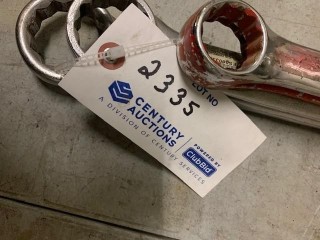 LOT NO
2335
CENTURY
AUCTIONS
A DIVISION OF CENTURY SERVICES
POWERED BY
ClubBid